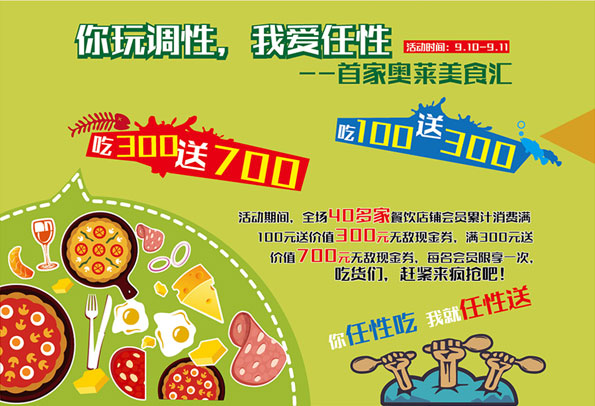 你玩调性，我爱任性
活动时间：9.10-9.11
--首家奥莱美食汇
吃300送700
吃100送300
活动期间，全场40多家餐饮店铺会员累计消费满
100元送价值300元无敌现金券，满300元送
价值700元无敌现金券，每名会员限享一次，
吃货们，赶紧来疯抢吧！
你任性吃 我就任性送